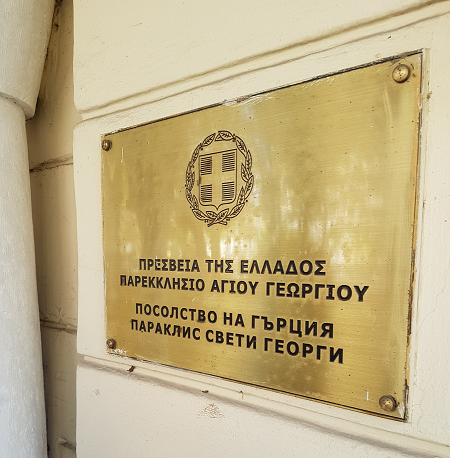 ΠΡΕΣΒΕΙΑ ΤΗΣ ΕΛΛΑΔΟΣ
ΠΑΡΕΚΚΛΗΣΙΟ ΑΓΙΟΥ ΓΕΩΡΓΙΟΥ
ПОСОЛСТВО НА ГЪРЦИЯ
ПАРАКЛИС СВЕТИ ГЕОРГИ